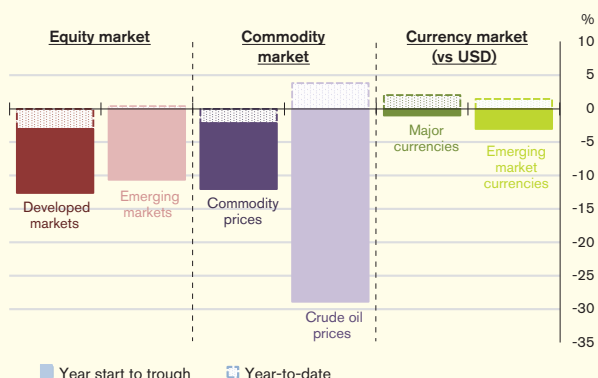 %
Equity market
Commodity
market
Currency market
(vs USD)
10
5
0
-5
-10
-15
-20
-25
-30
-35
Developed
markets
Emerging
markets
Commodity
prices
Crude oil
prices
Major
currencies
Emerging
market
currencies
Year start to trough
Year-to-date